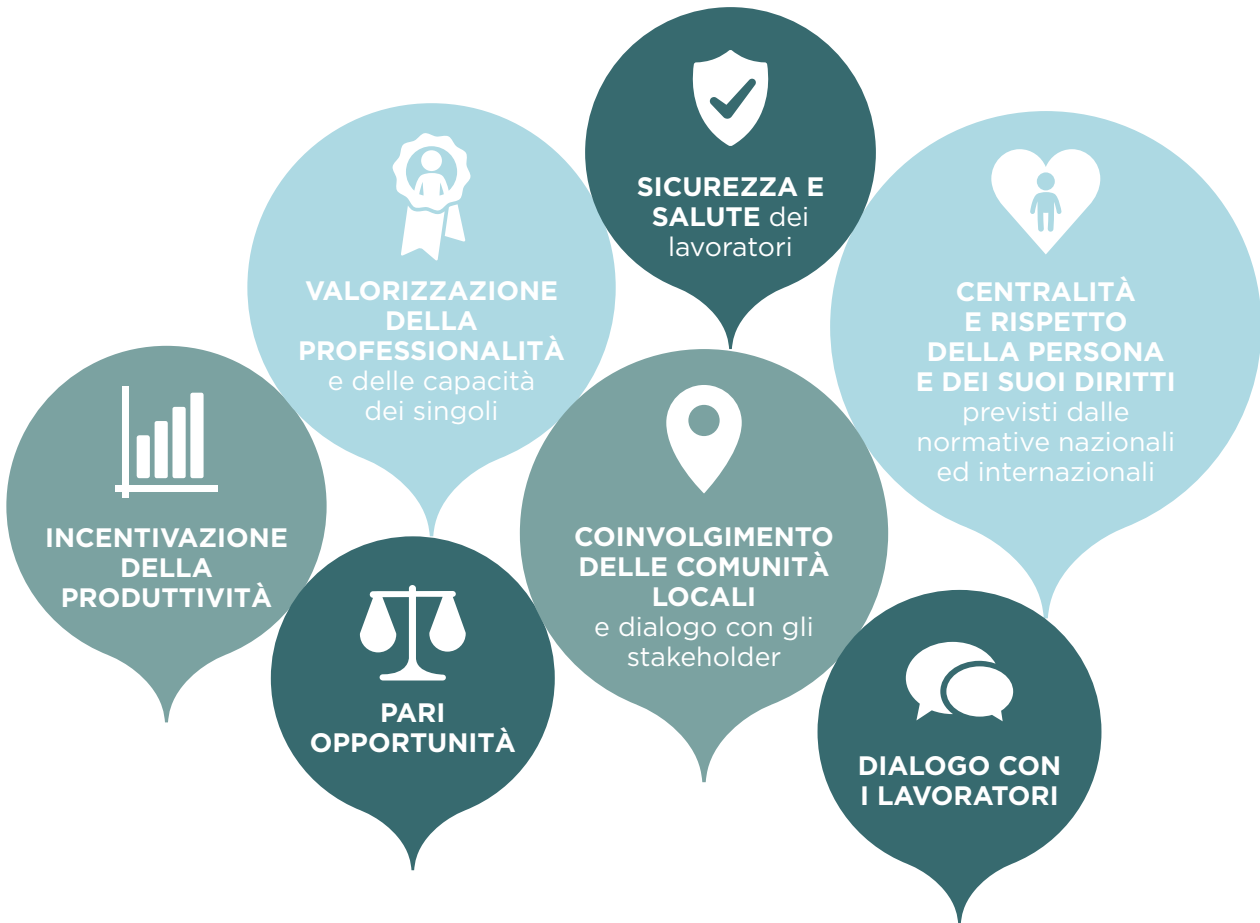 SICUREZZA E
SALUTE dei
lavoratori
VALORIZZAZIONE
DELLA
PROFESSIONALITÀ
e delle capacità
dei singoli
CENTRALITÀ
E RISPETTO
DELLA PERSONA
E DEI SUOI DIRITTI
previsti dalle
normative nazionali
ed internazionali
INCENTIVAZIONE
DELLA
PRODUTTIVITÀ
COINVOLGIMENTO
DELLE COMUNITÀ
LOCALI
e dialogo con gli
stakeholder
PARI
OPPORTUNITÀ
DIALOGO CON
I LAVORATORI